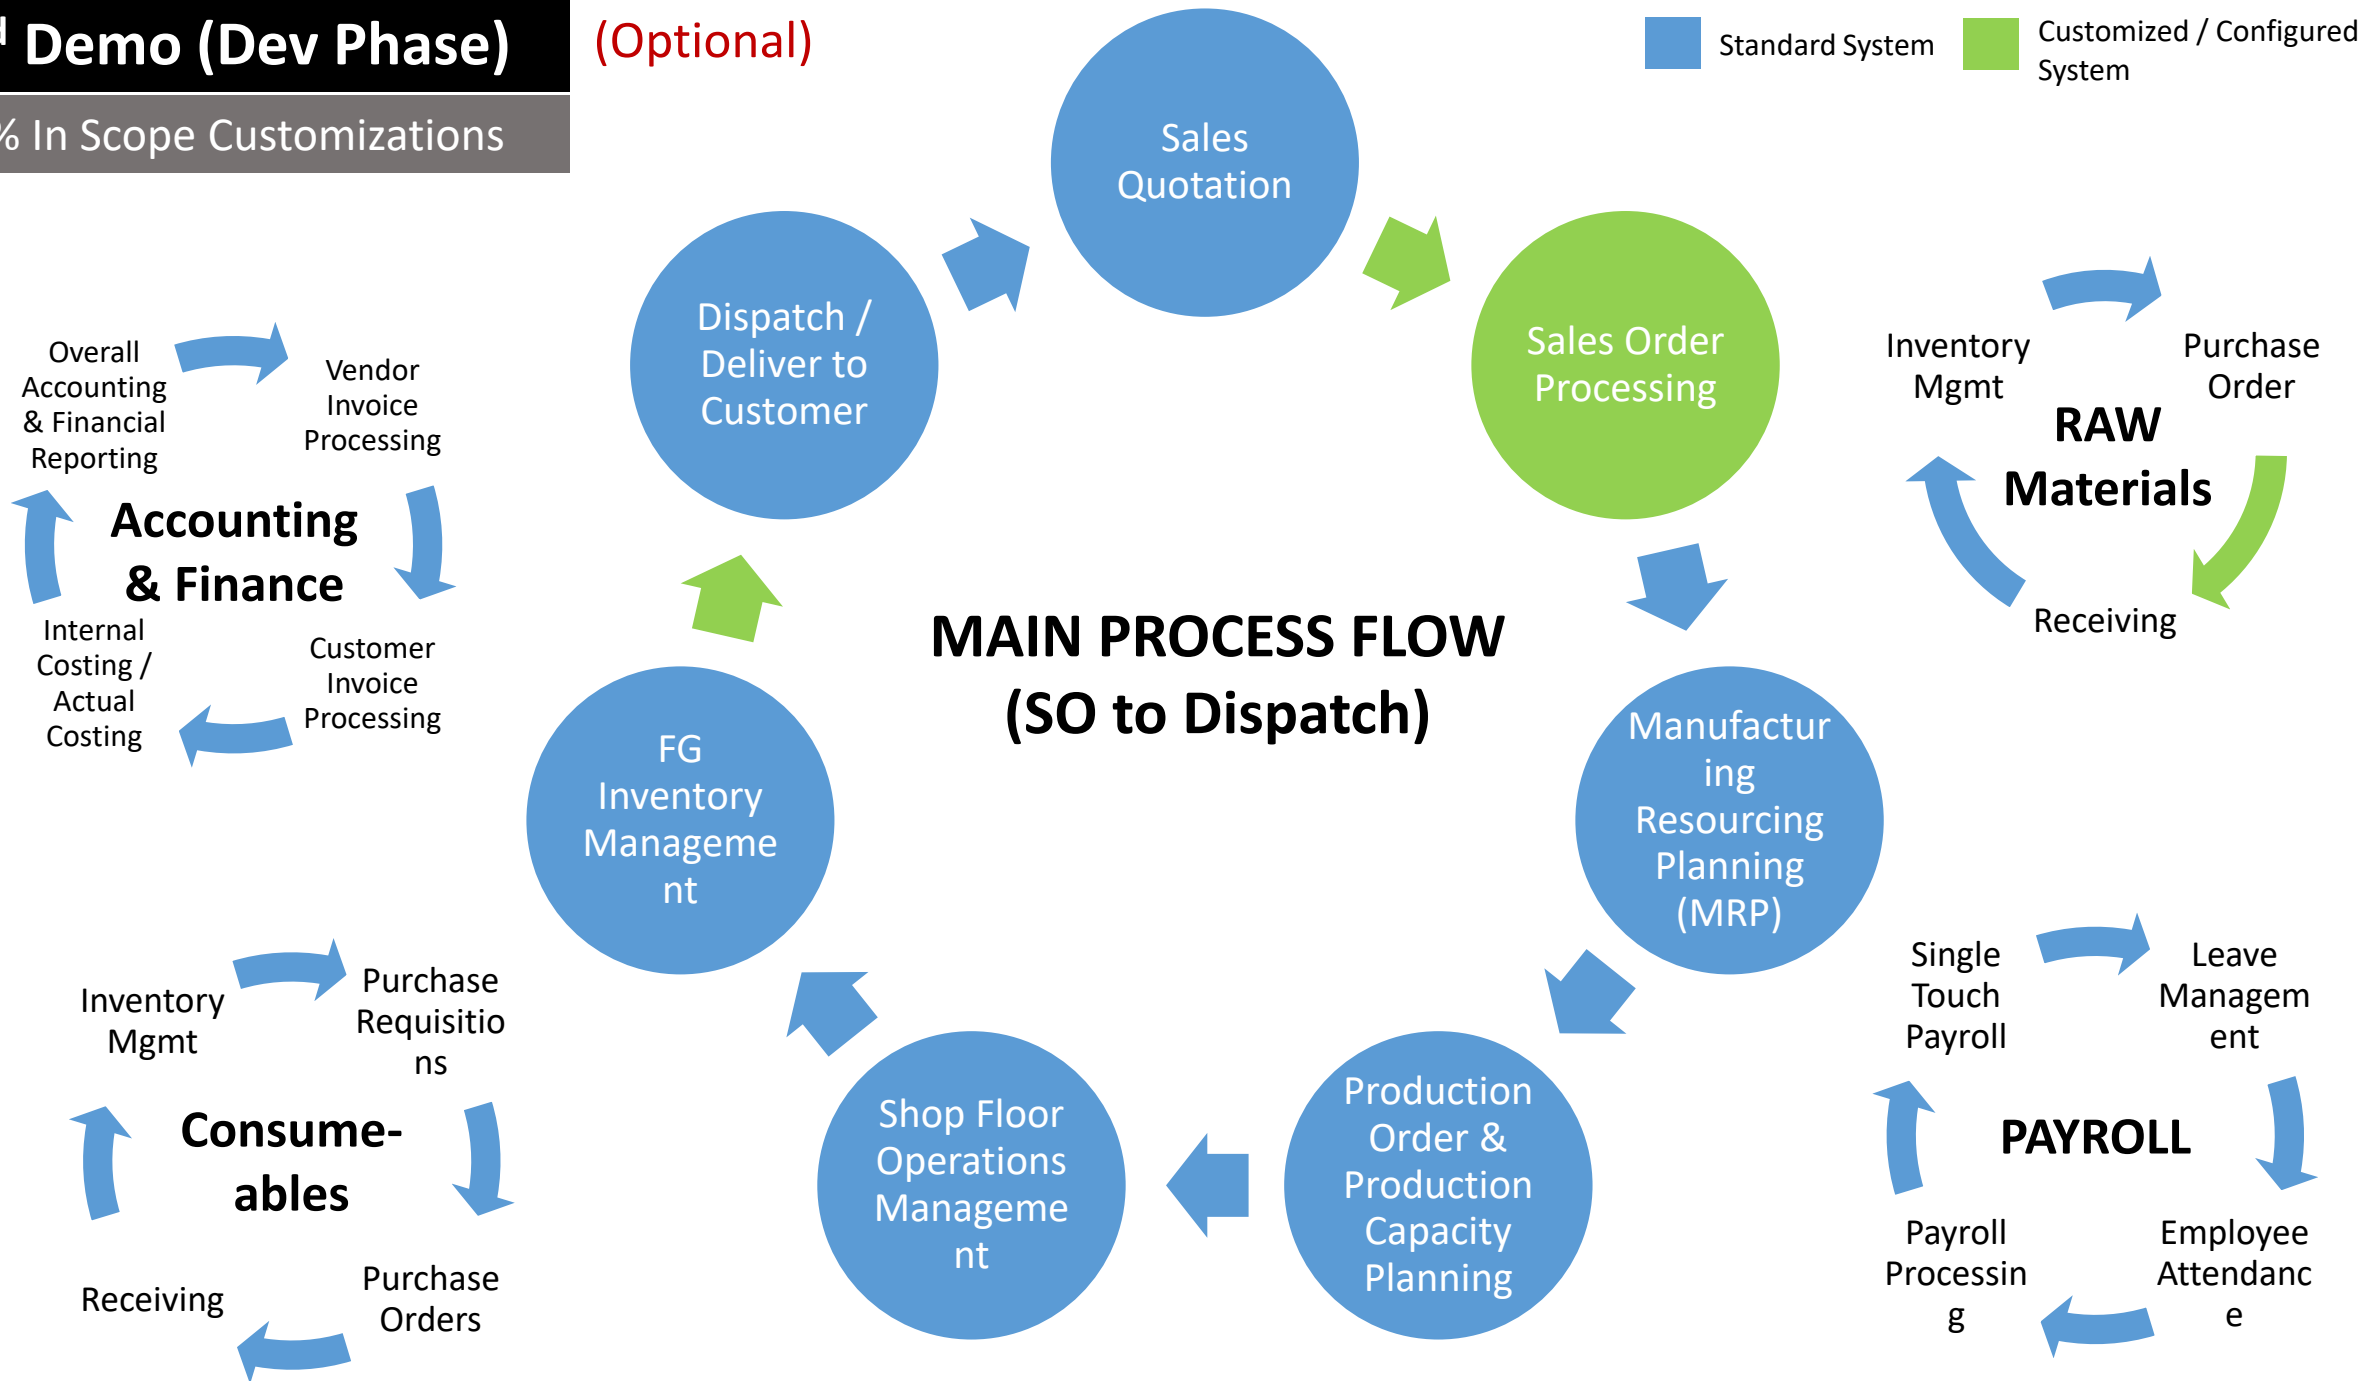 d Demo (Dev Phase)
(Optional)
% In Scope Customizations
Standard System
Customized / Configured
System
Sales
Quotation
Sales Order
Processing
Manufactur
ing
Resourcing
Planning
(MRP)
Production
Order &
Production
Capacity
Planning
Shop Floor
Operations
Manageme
nt
FG
Inventory
Manageme
nt
Dispatch /
Deliver to
Customer
MAIN PROCESS FLOW
(SO to Dispatch)
Overall
Accounting
& Financial
Reporting
Vendor
Invoice
Processing
Accounting
& Finance
Internal
Costing /
Actual
Costing
Customer
Invoice
Processing
Inventory
Mgmt
Purchase
Requisitio
ns
Consume-
ables
Receiving
Purchase
Orders
Inventory
Mgmt
Purchase
Order
RAW
Materials
Receiving
Single
Touch
Payroll
Leave
Managem
ent
PAYROLL
Payroll
Processin
g
Employee
Attendanc
e